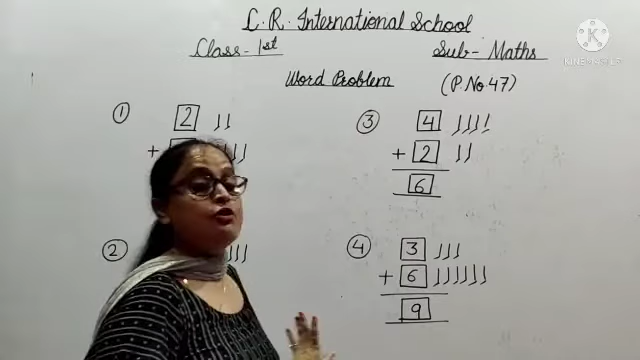 L. R. International School
Class - 1st
Sub - Maths
Word Problem
(P. No. 47)
① 2
+
②
③ 4
+ 2
6
④ 3
+ 6
9
KINEMASTER